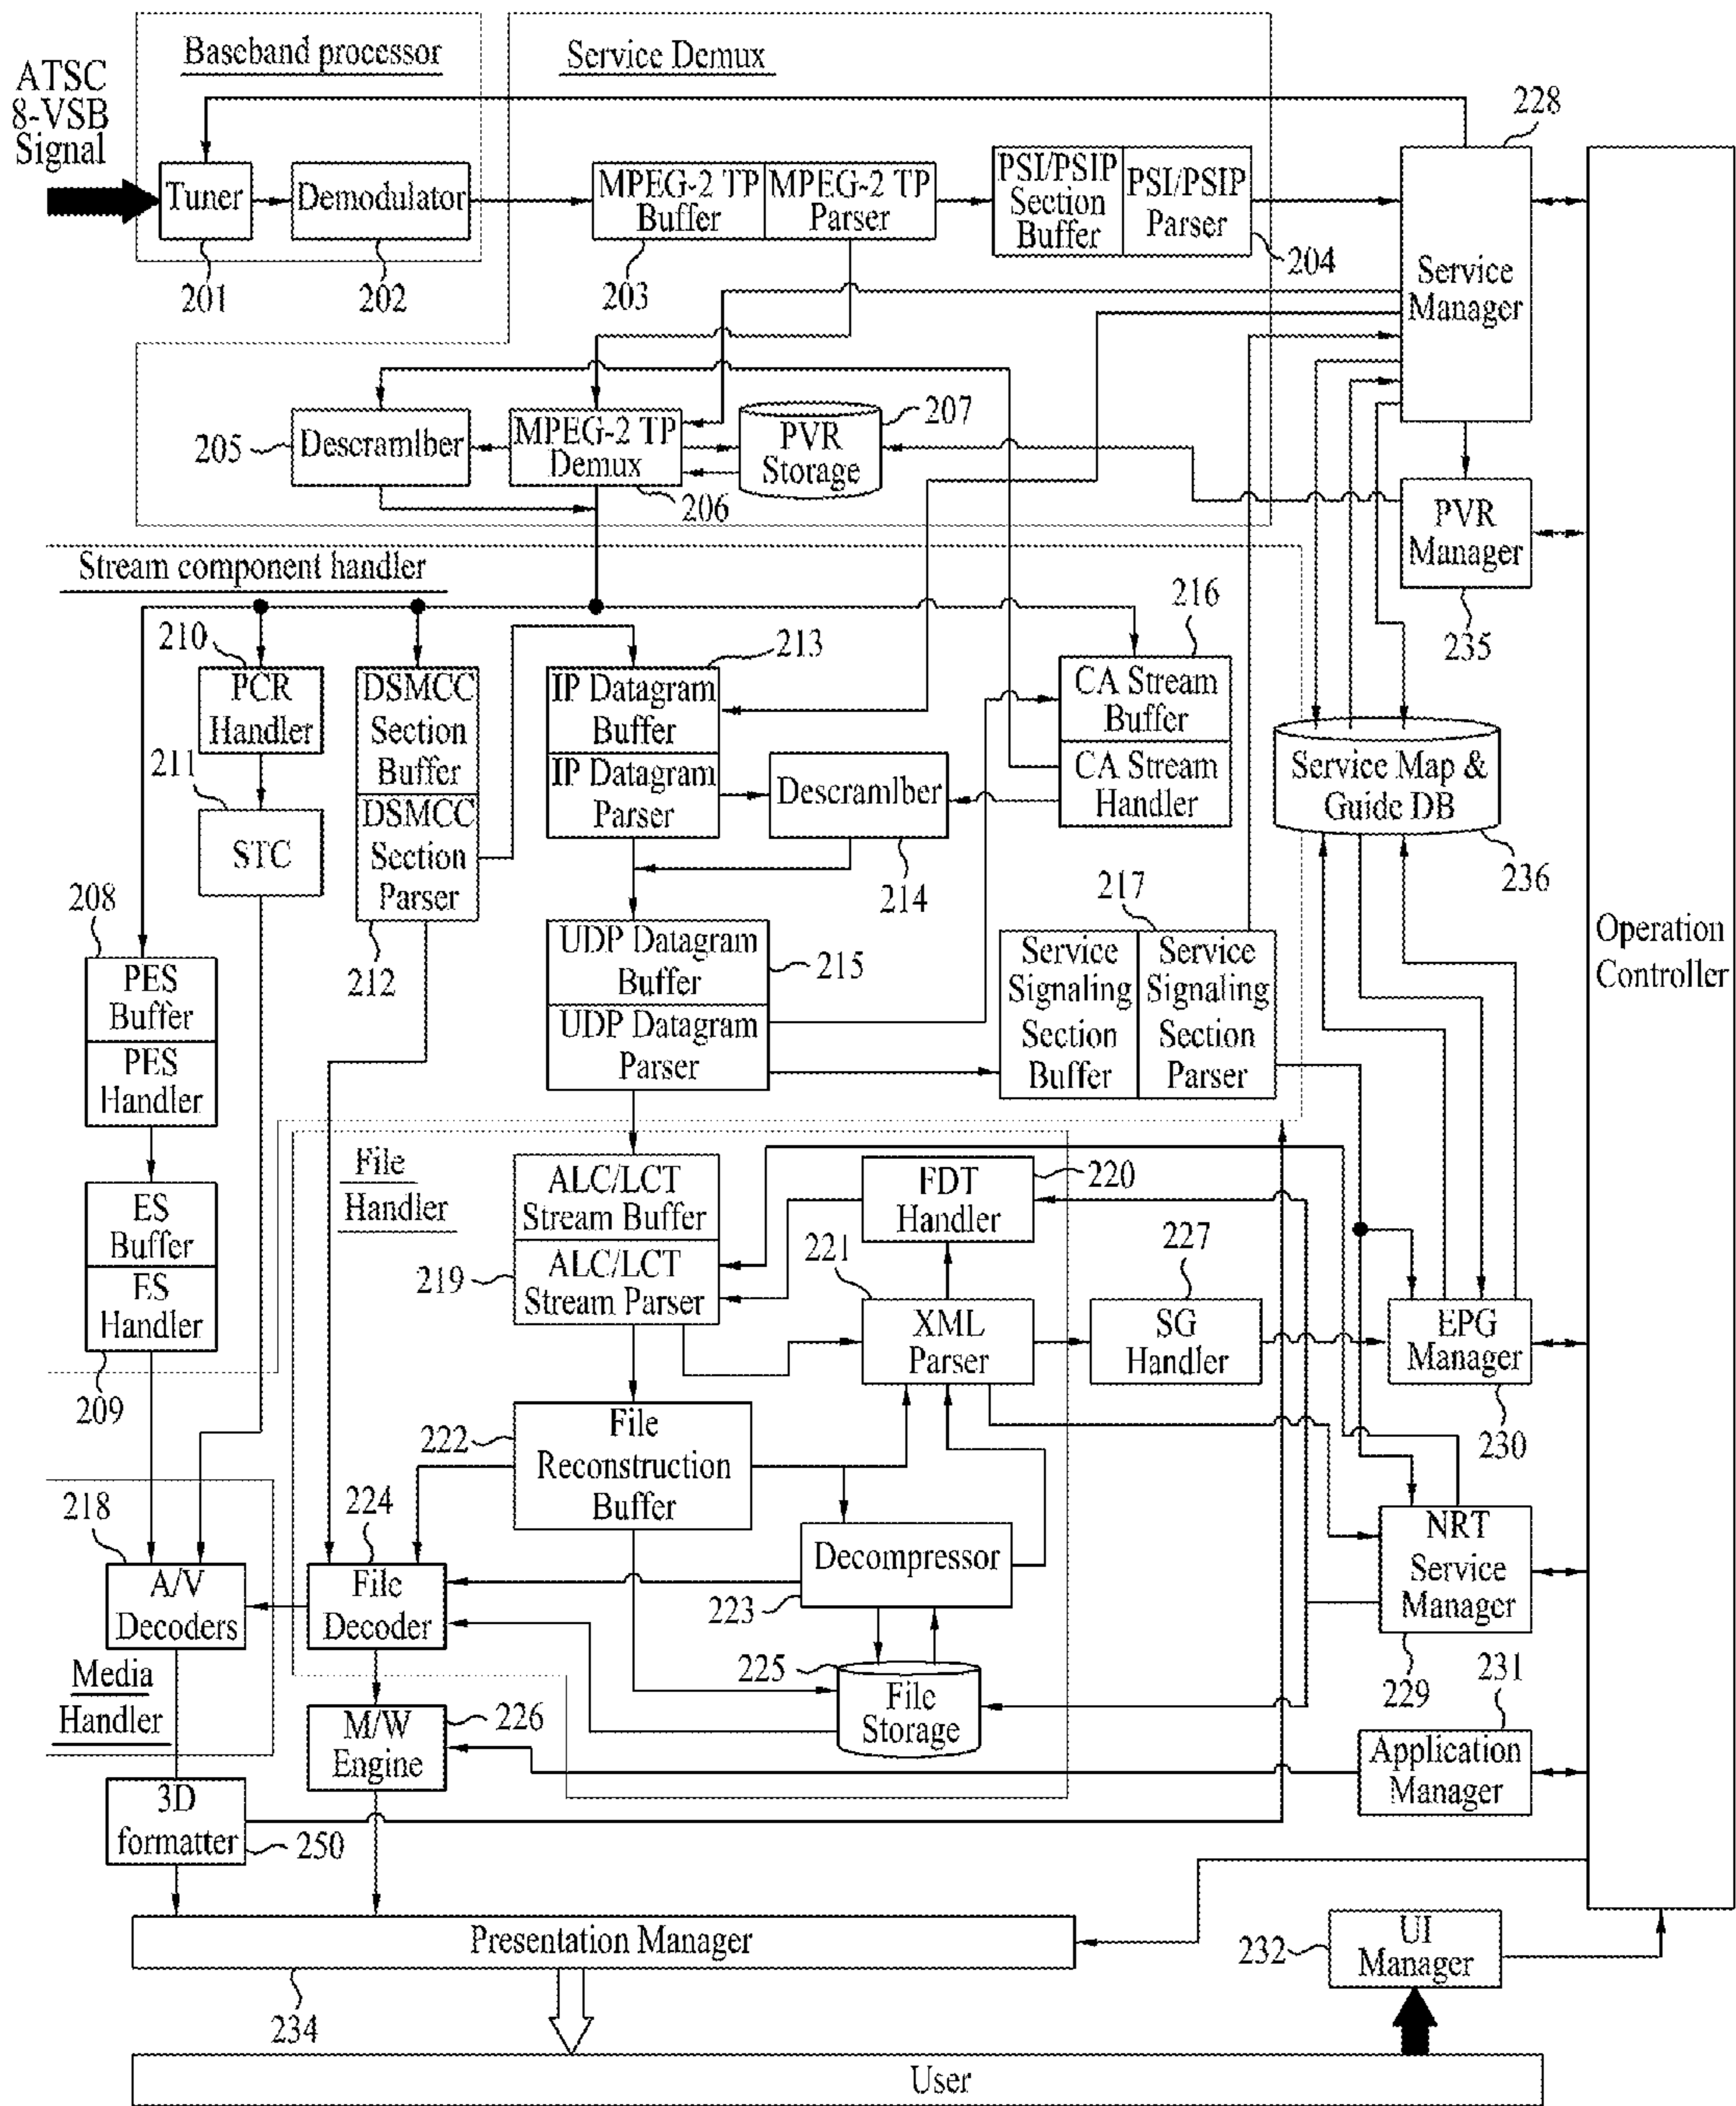 Baseband processor
Service Demux
ATSC
8-VSB
Signal
228
Tuner
Demodulator
MPEG-2 TP
Buffer
MPEG-2 TP
Parser
PSI/PSIP
Section
Buffer
PSI/PSIP
Parser
201
202
203
204
Service
Manager
205
Descramlber
MPEG-2 TP
Demux
206
PVR
Storage
207
PVR
Manager
235
Stream component handler
210
PCR
Handler
211
STC
DSMCC
Section
Buffer
DSMCC
Section
Parser
212
213
IP Datagram
Buffer
IP Datagram
Parser
Descramlber
214
216
CA Stream
Buffer
CA Stream
Handler
Service Map &
Guide DB
236
Operation
Controller
208
PES
Buffer
PES
Handler
UDP Datagram
Buffer
UDP Datagram
Parser
215
217
Service
Signaling
Section
Buffer
Service
Signaling
Section
Parser
ES
Buffer
ES
Handler
209
File
Handler
ALC/LCT
Stream Buffer
ALC/LCT
Stream Parser
219
FDT
Handler
220
221
XML
Parser
227
SG
Handler
EPG
Manager
230
222
File
Reconstruction
Buffer
218
A/V
Decoders
224
File
Decoder
Decompressor
223
NRT
Service
Manager
229
Media
Handler
225
File
Storage
M/W
Engine
226
231
Application
Manager
3D
formatter
250
Presentation Manager
234
232
UI
Manager
User